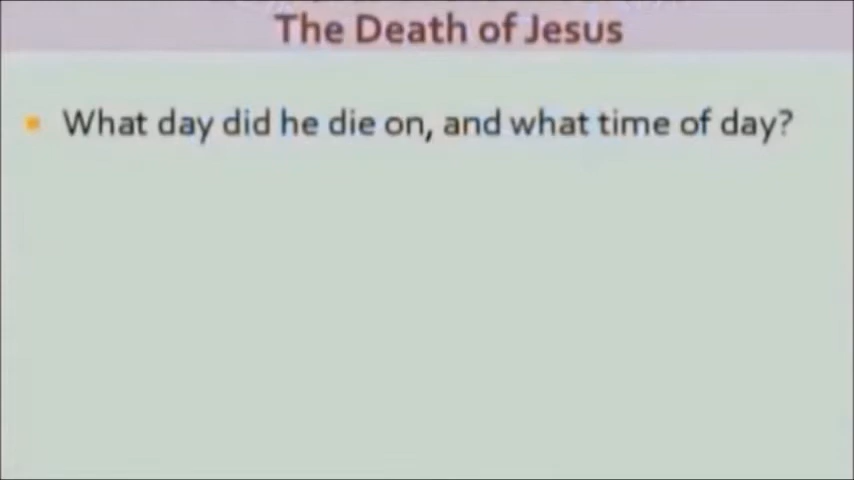 The Death of Jesus
What day did he die on, and what time of day?